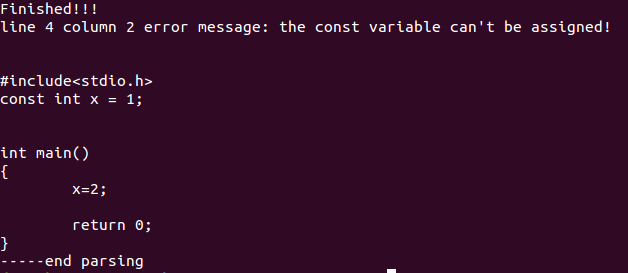 Finished!!!
line 4 column 2 error message: the const variable can't be assigned!
#include<stdio.h>
const int x = 1;
int main()
{
x=2;
return 0;
}
-----end parsing